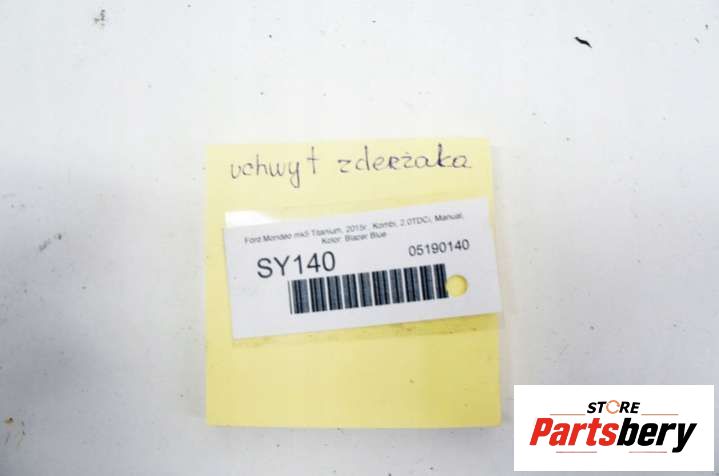 uchwyt zderzaka
Ford Mondeo mk5 Titanium, 2015r., Kombi, 2.0TDCi, Manual,
Kolor: Blazer Blue
SY140
05190140
STORE
Partsbery